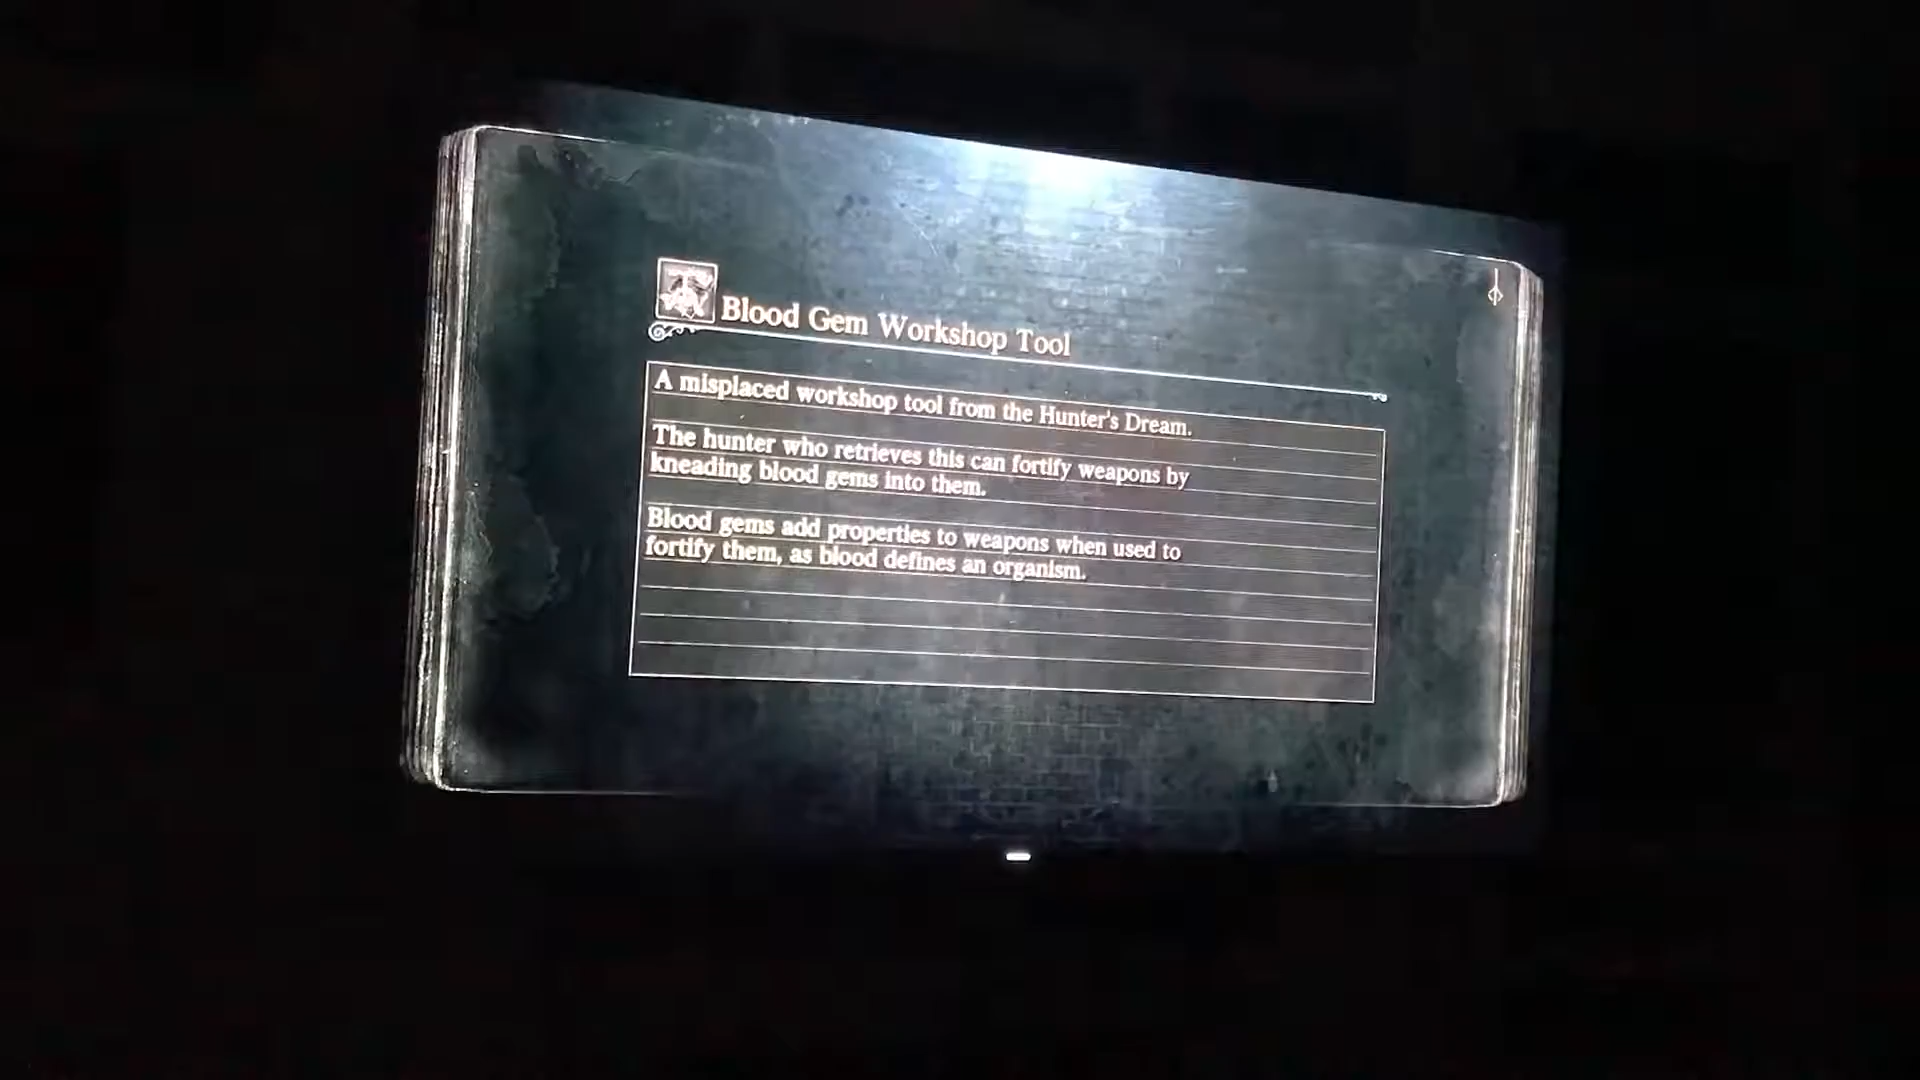 Blood Gem Workshop Tool
A misplaced workshop tool from the Hunter's Dream.
The hunter who retrieves this can fortify weapons by
kneading blood gems into them.
Blood gems add properties to weapons when used to
fortify them, as blood defines an organism.